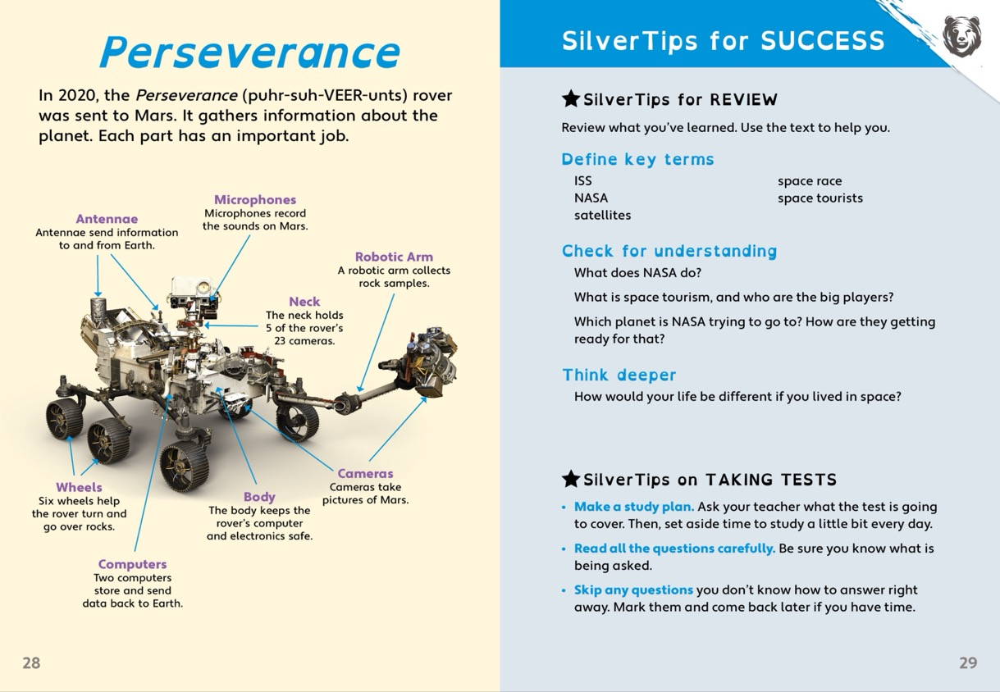 Perseverance
In 2020, the Perseverance (puhr-suh-VEER-unts) rover
was sent to Mars. It gathers information about the
planet. Each part has an important job.
Microphones
Microphones record
the sounds on Mars.
Antennae
Antennae send information
to and from Earth.
Robotic Arm
A robotic arm collects
rock samples.
Neck
The neck holds
5 of the rover's
23 cameras.
Wheels
Six wheels help
the rover turn and
go over rocks.
Body
The body keeps the
rover's computer
and electronics safe.
Cameras
Cameras take
pictures of Mars.
Computers
Two computers
store and send
data back to Earth.
28
SilverTips for SUCCESS
SilverTips for REVIEW
Review what you've learned. Use the text to help you.
Define key terms
ISS
NASA
satellites
space race
space tourists
Check for understanding
What does NASA do?
What is space tourism, and who are the big players?
Which planet is NASA trying to go to? How are they getting
ready for that?
Think deeper
How would your life be different if you lived in space?
SilverTips on TAKING TESTS
• Make a study plan. Ask your teacher what the test is going
to cover. Then, set aside time to study a little bit every day.
• Read all the questions carefully. Be sure you know what is
being asked.
• Skip any questions you don't know how to answer right
away. Mark them and come back later if you have time.
29